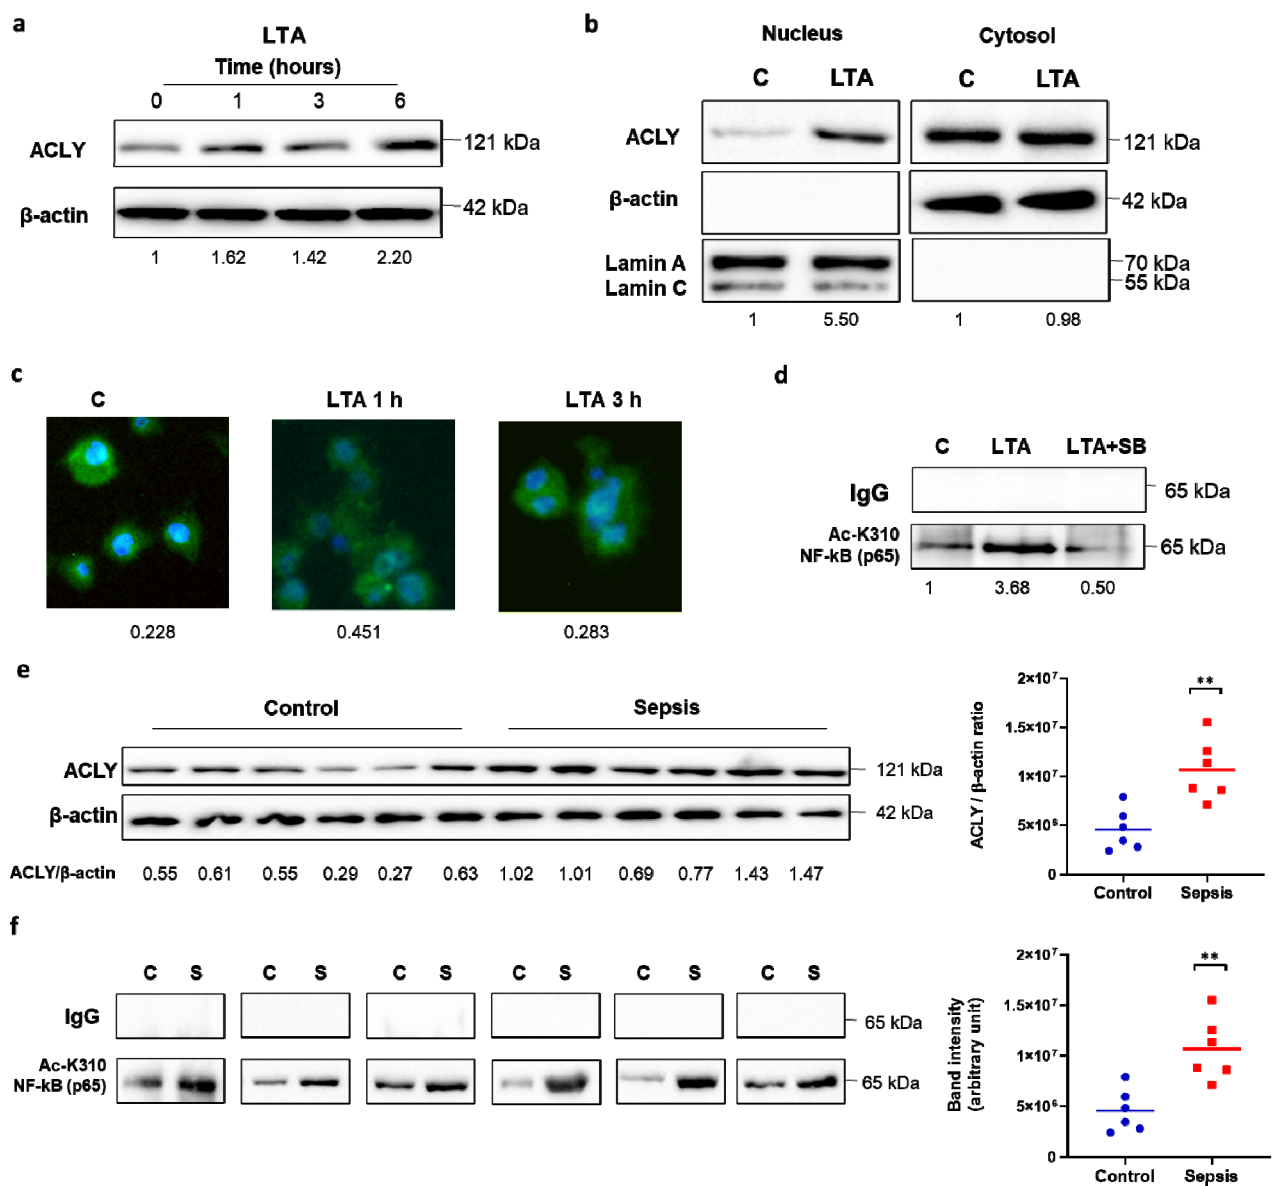 a
LTA
Time (hours)
0 1 3 6
ACLY
121 kDa
β-actin
42 kDa
1 1.62 1.42 2.20
b
Nucleus Cytosol
C LTA C LTA
ACLY
121 kDa
β-actin
42 kDa
Lamin A
70 kDa
Lamin C
55 kDa
1 5.50 1 0.98
c
C LTA 1 h LTA 3 h
0.228 0.451 0.283
d
C LTA LTA+SB
IgG
65 kDa
Ac-K310
NF-kB (p65)
65 kDa
1 3.68 0.50
e
Control Sepsis
ACLY
121 kDa
β-actin
42 kDa
ACLY/β-actin 0.55 0.61 0.55 0.29 0.27 0.63 1.02 1.01 0.69 0.77 1.43 1.47
ACLY / β-actin ratio
2×10⁷
1.5×10⁷
1×10⁷
5×10⁶
0
**
Control Sepsis
f
C S C S C S C S C S C S
IgG
65 kDa
Ac-K310
NF-kB (p65)
65 kDa
Band intensity
(arbitrary unit)
2×10⁷
1.5×10⁷
1×10⁷
5×10⁶
0
**
Control Sepsis